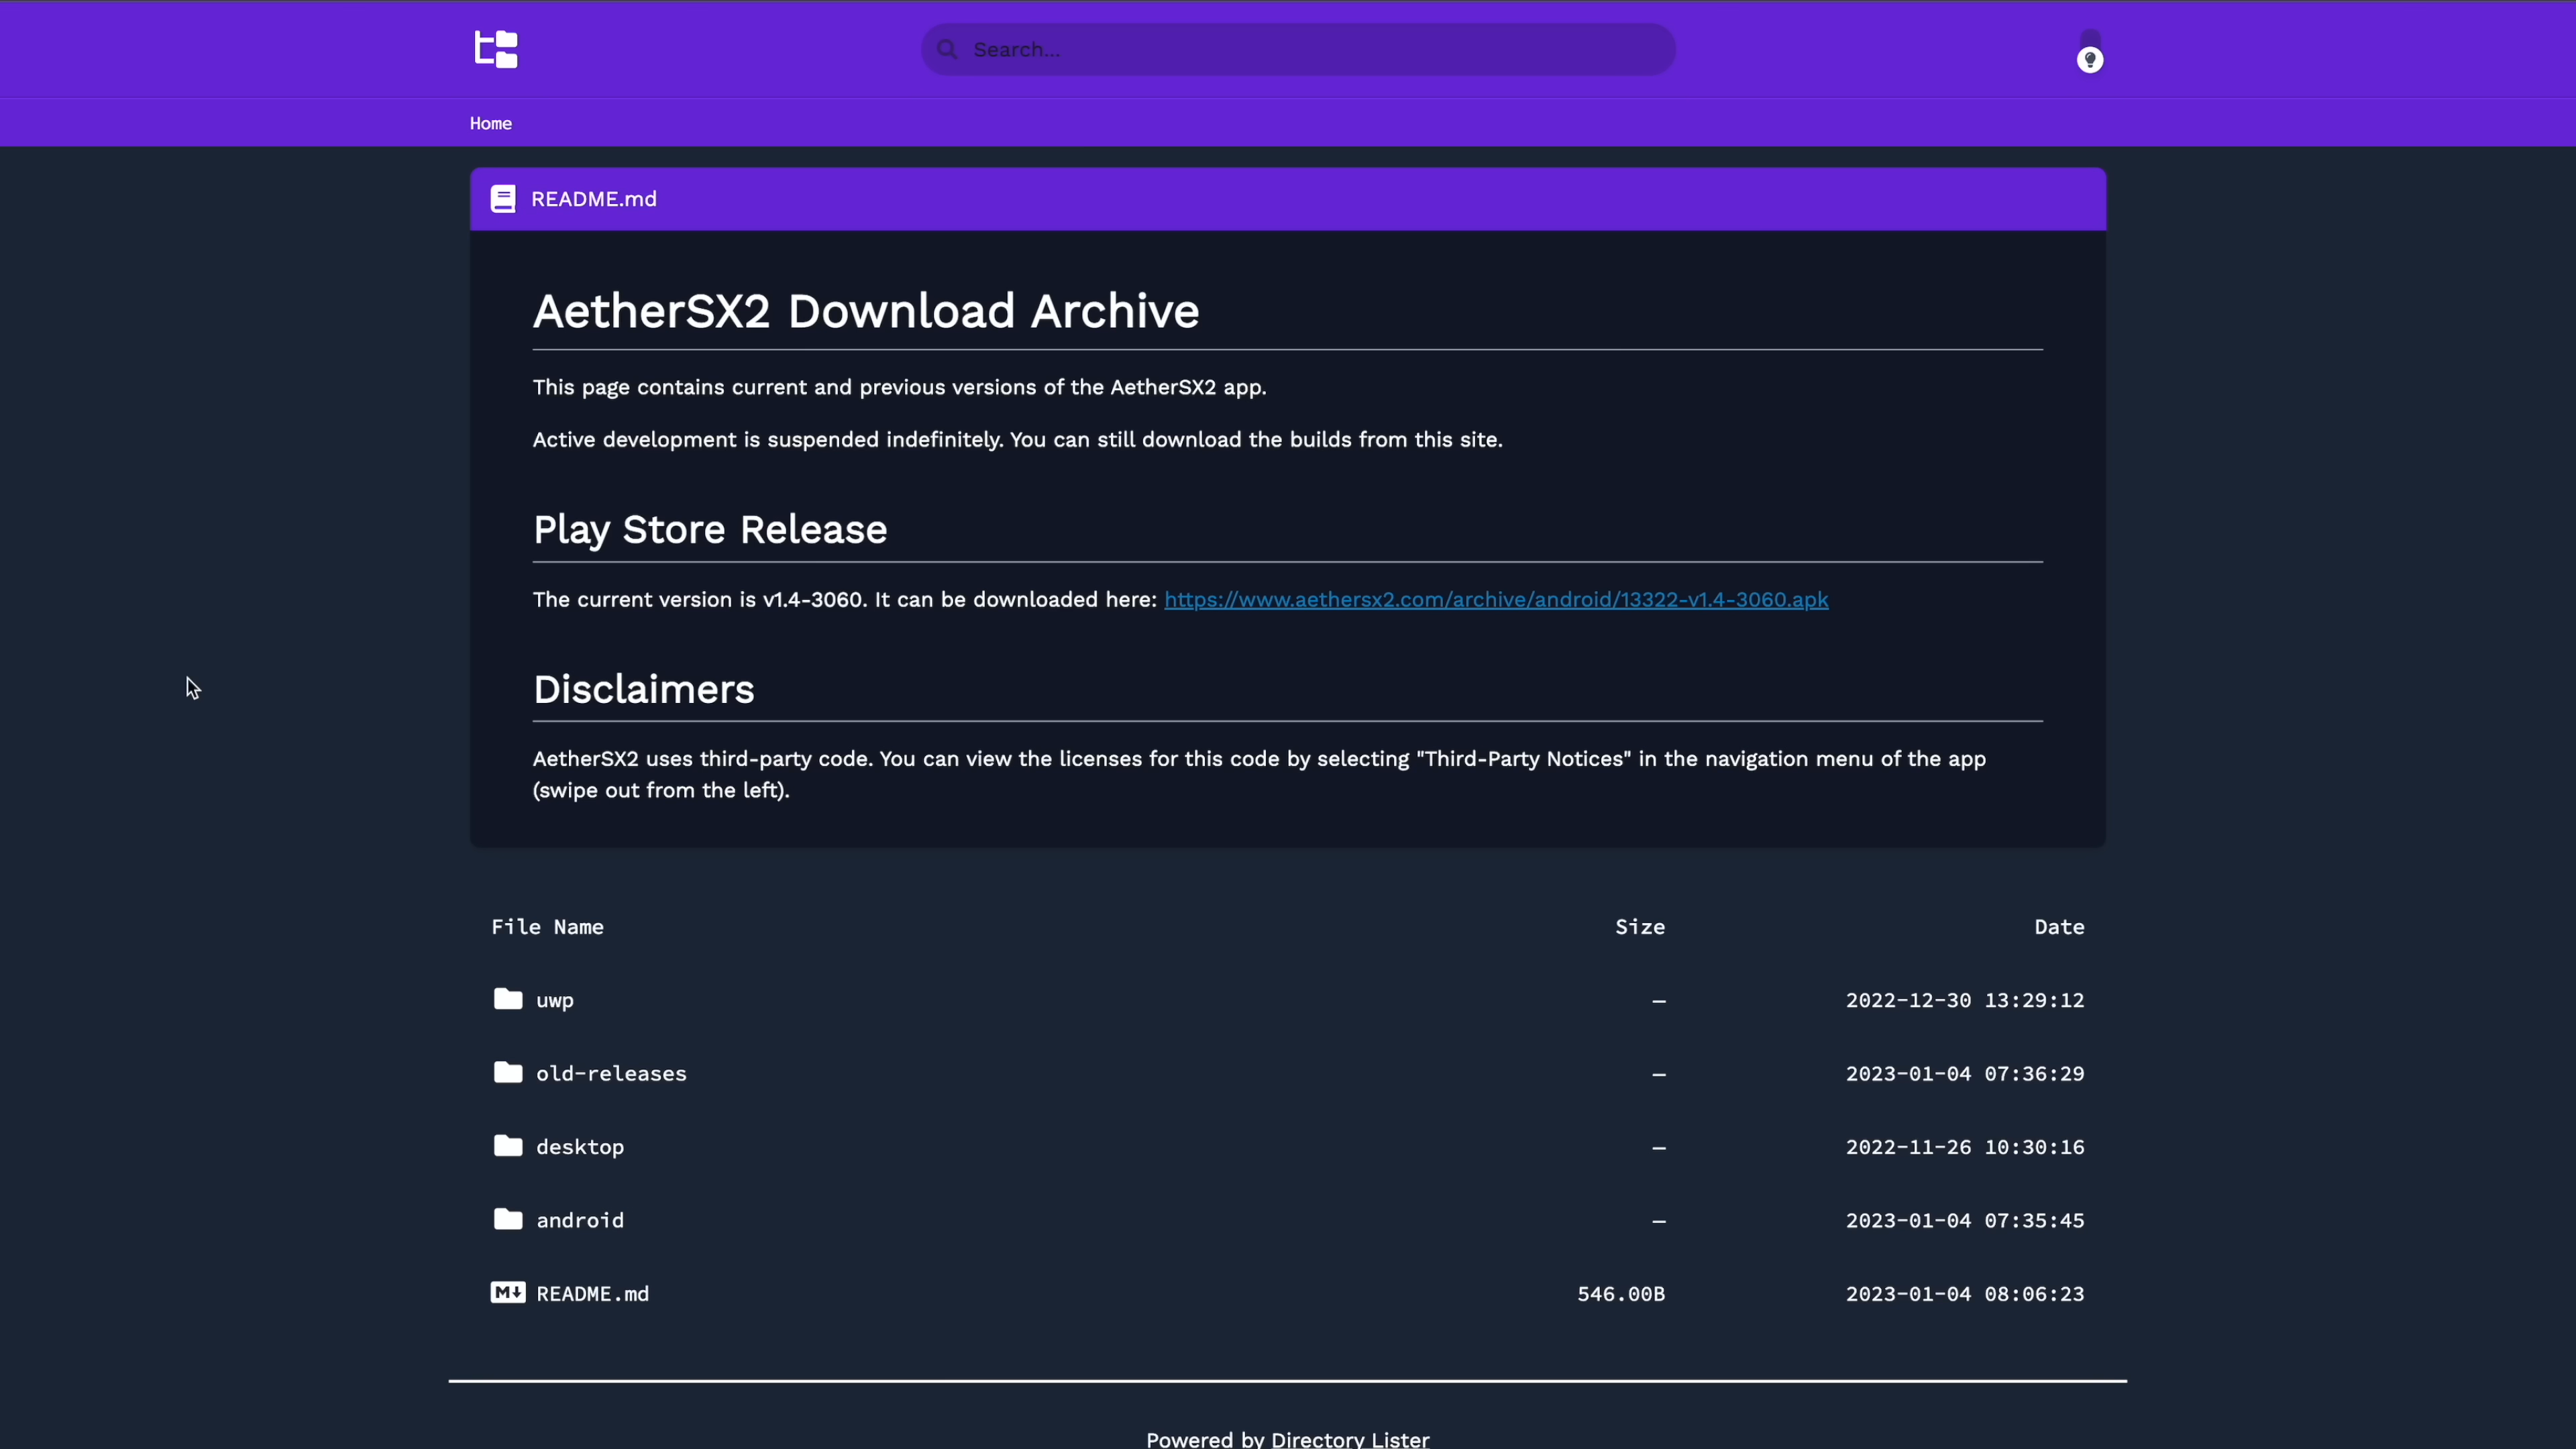 Search...
Home
README.md
AetherSX2 Download Archive
This page contains current and previous versions of the AetherSX2 app.
Active development is suspended indefinitely. You can still download the builds from this site.
Play Store Release
The current version is v1.4-3060. It can be downloaded here: https://www.aethersx2.com/archive/android/13322-v1.4-3060.apk
Disclaimers
AetherSX2 uses third-party code. You can view the licenses for this code by selecting "Third-Party Notices" in the navigation menu of the app
(swipe out from the left).
File Name Size Date
uwp — 2022-12-30 13:29:12
old-releases — 2023-01-04 07:36:29
desktop — 2022-11-26 10:30:16
android — 2023-01-04 07:35:45
M README.md 546.00B 2023-01-04 08:06:23
Powered by Directory Lister